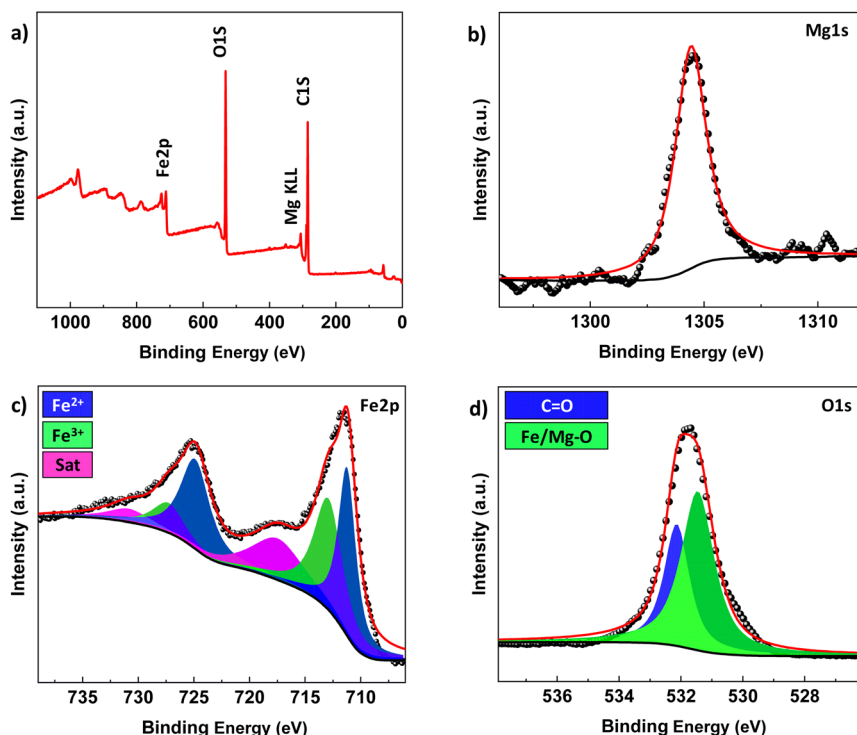 a)
O1S
C1S
Fe2p
Mg KLL
Intensity (a.u.)
1000 800 600 400 200 0
Binding Energy (eV)
b)
Mg1s
Intensity (a.u.)
1300 1305 1310
Binding Energy (eV)
c)
Fe2p
Fe²⁺
Fe³⁺
Sat
Intensity (a.u.)
735 730 725 720 715 710
Binding Energy (eV)
d)
O1s
C=O
Fe/Mg-O
Intensity (a.u.)
536 534 532 530 528
Binding Energy (eV)